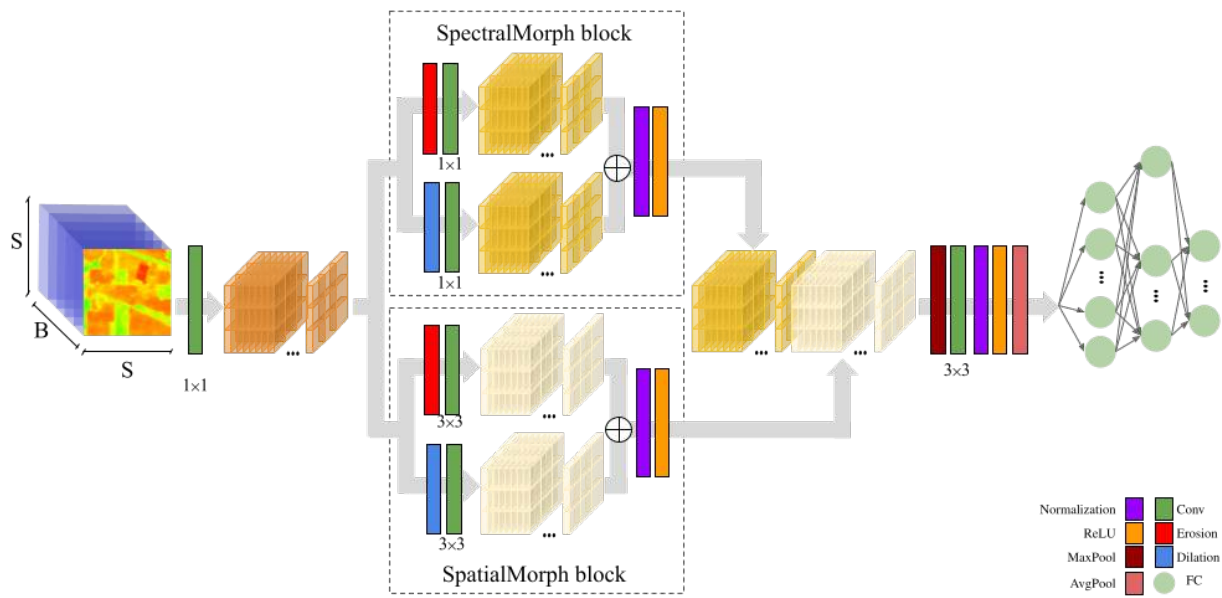 SpectralMorph block
1×1
1×1
S
B
S
1×1
...
...
...
3×3
3×3
...
...
SpatialMorph block
...
...
3×3
...
...
...
Normalization
Conv
ReLU
Erosion
MaxPool
Dilation
AvgPool
FC